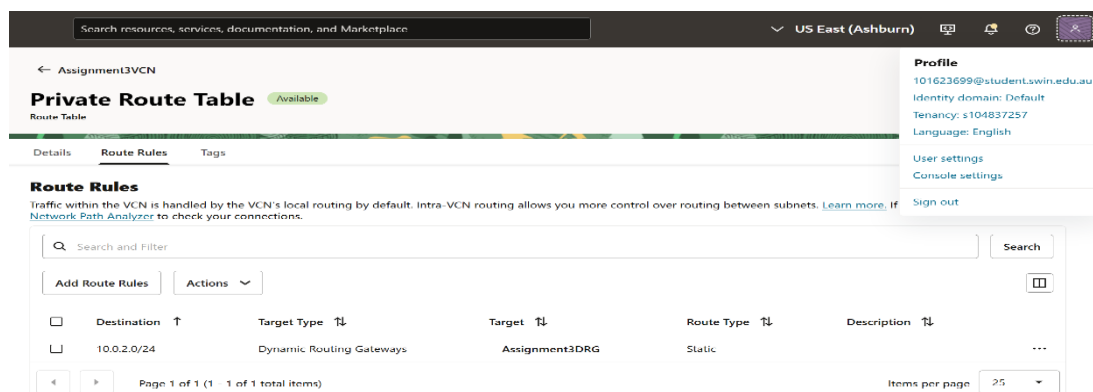 Search resources, services, documentation, and Marketplace
US East (Ashburn)
Profile
101623699@student.swin.edu.au
Identity domain: Default
Tenancy: s104837257
Language: English
User settings
Console settings
Sign out
← Assignment3VCN
Private Route Table Available
Route Table
Details Route Rules Tags
Route Rules
Traffic within the VCN is handled by the VCN's local routing by default. Intra-VCN routing allows you more control over routing between subnets. Learn more. If
Network Path Analyzer to check your connections.
Search and Filter Search
Add Route Rules Actions
Destination ↑ Target Type ↑↓ Target ↑↓ Route Type ↑↓ Description ↑↓
10.0.2.0/24 Dynamic Routing Gateways Assignment3DRG Static ...
Page 1 of 1 (1 - 1 of 1 total items) Items per page 25